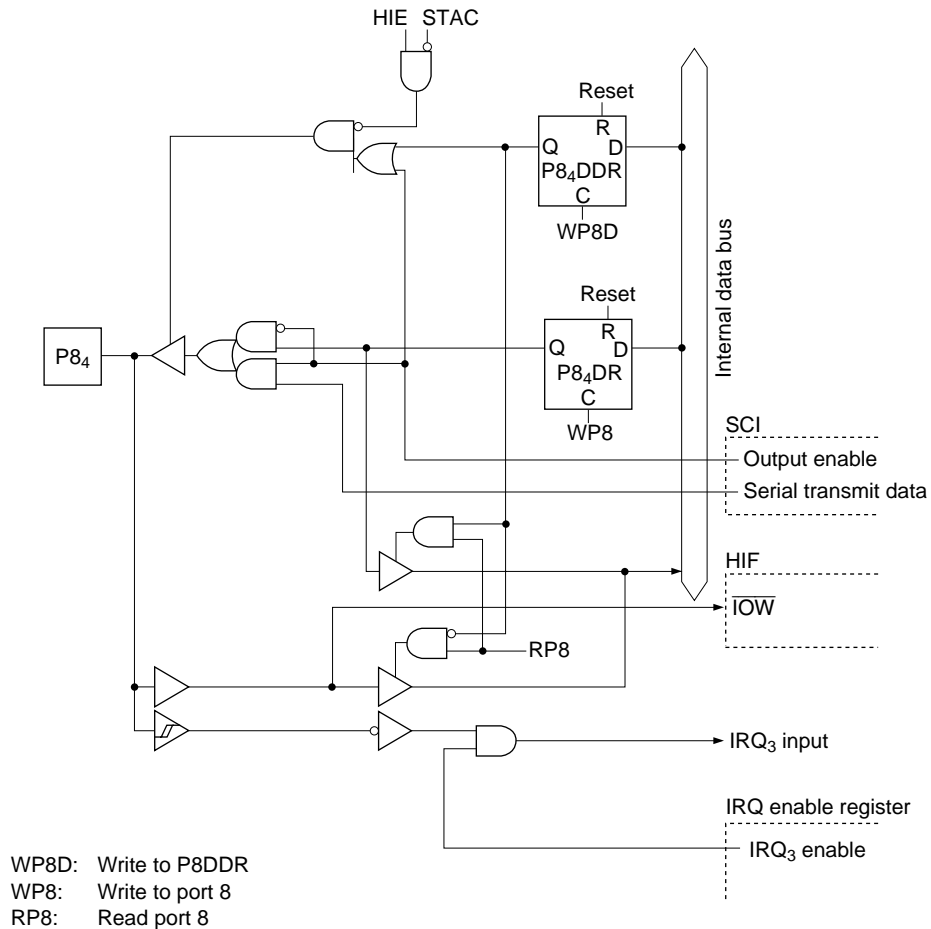 HIE STAC
Reset
R
Q D
P8₄DDR
C
WP8D
Internal data bus
Reset
R
Q D
P8₄DR
C
WP8
P8₄
SCI
Output enable
Serial transmit data
HIF
I̅O̅W̅
RP8
IRQ₃ input
IRQ enable register
IRQ₃ enable
WP8D: Write to P8DDR
WP8: Write to port 8
RP8: Read port 8